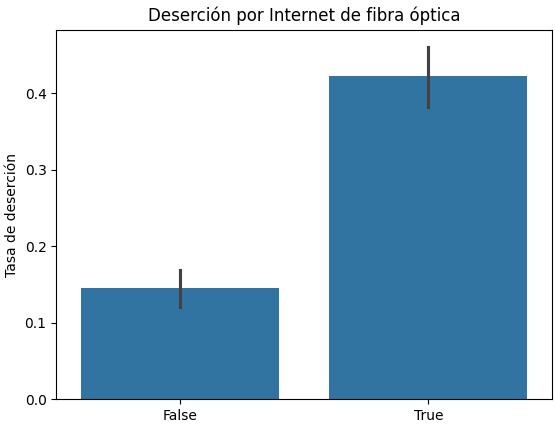 Deserción por Internet de fibra óptica
Tasa de deserción
0.4
0.3
0.2
0.1
0.0
False
True